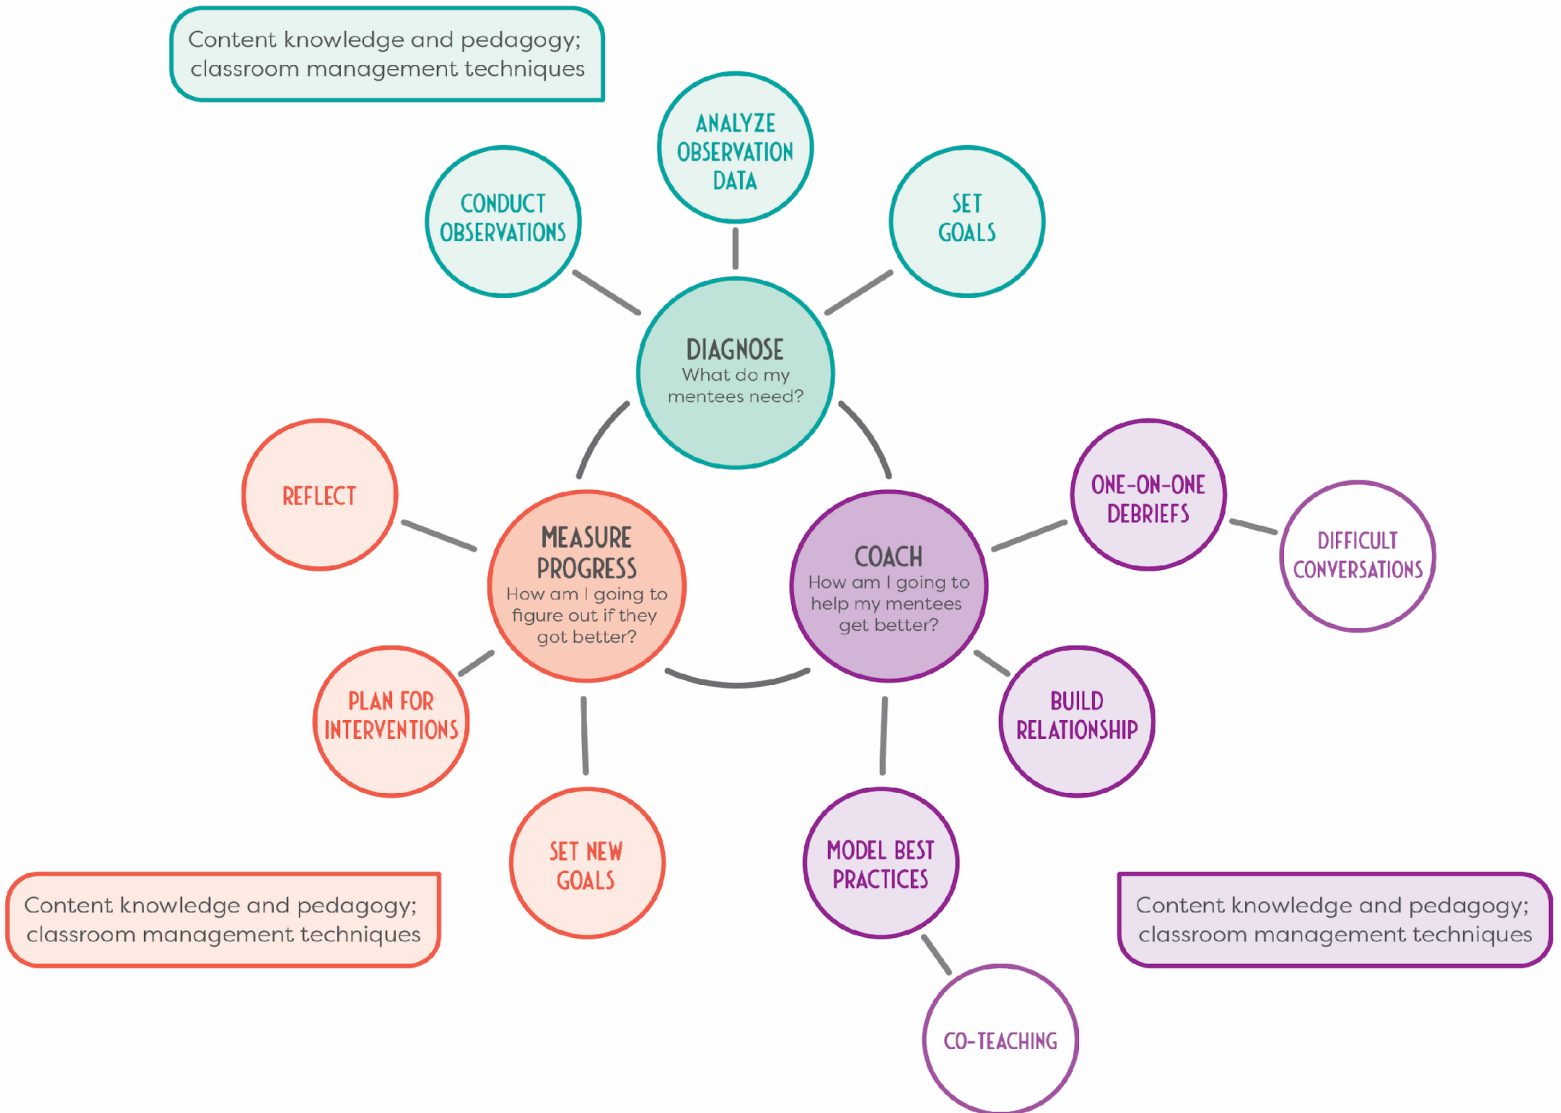 Content knowledge and pedagogy;
classroom management techniques
ANALYZE
OBSERVATION
DATA
CONDUCT
OBSERVATIONS
SET
GOALS
DIAGNOSE
What do my
mentees need?
REFLECT
MEASURE
PROGRESS
How am I going to
figure out if they
got better?
COACH
How am I going to
help my mentees
get better?
ONE-ON-ONE
DEBRIEFS
DIFFICULT
CONVERSATIONS
PLAN FOR
INTERVENTIONS
BUILD
RELATIONSHIP
SET NEW
GOALS
MODEL BEST
PRACTICES
Content knowledge and pedagogy;
classroom management techniques
Content knowledge and pedagogy;
classroom management techniques
CO-TEACHING